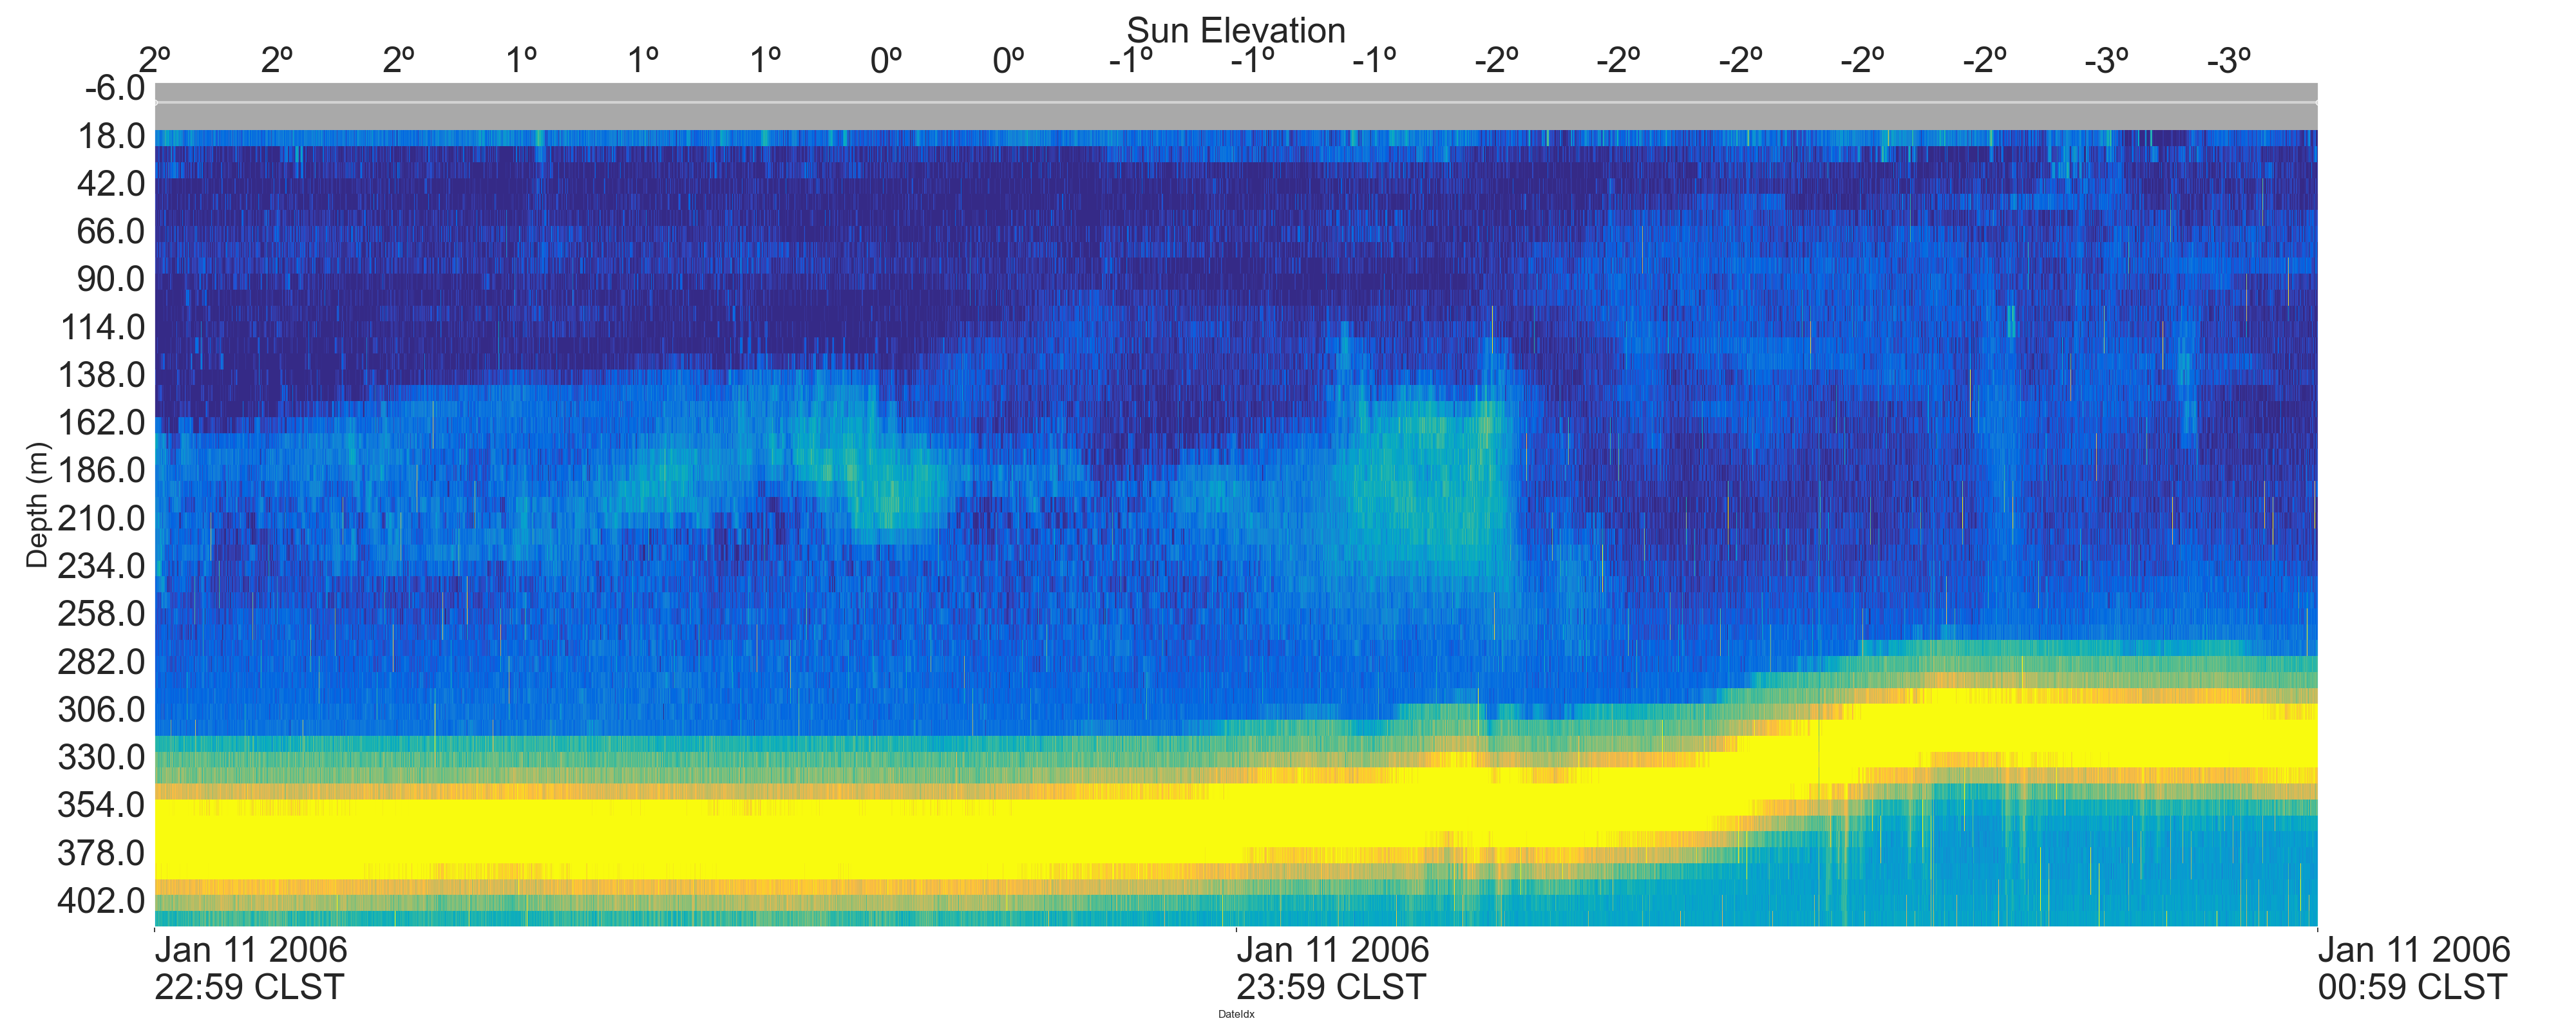 Sun Elevation
2º 2º 2º 1º 1º 1º 0º 0º -1º -1º -1º -2º -2º -2º -2º -2º -3º -3º
-6.0
18.0
42.0
66.0
90.0
114.0
138.0
162.0
186.0
210.0
234.0
258.0
282.0
306.0
330.0
354.0
378.0
402.0
Depth (m)
Jan 11 2006
22:59 CLST
Jan 11 2006
23:59 CLST
Jan 11 2006
00:59 CLST
DateIdx